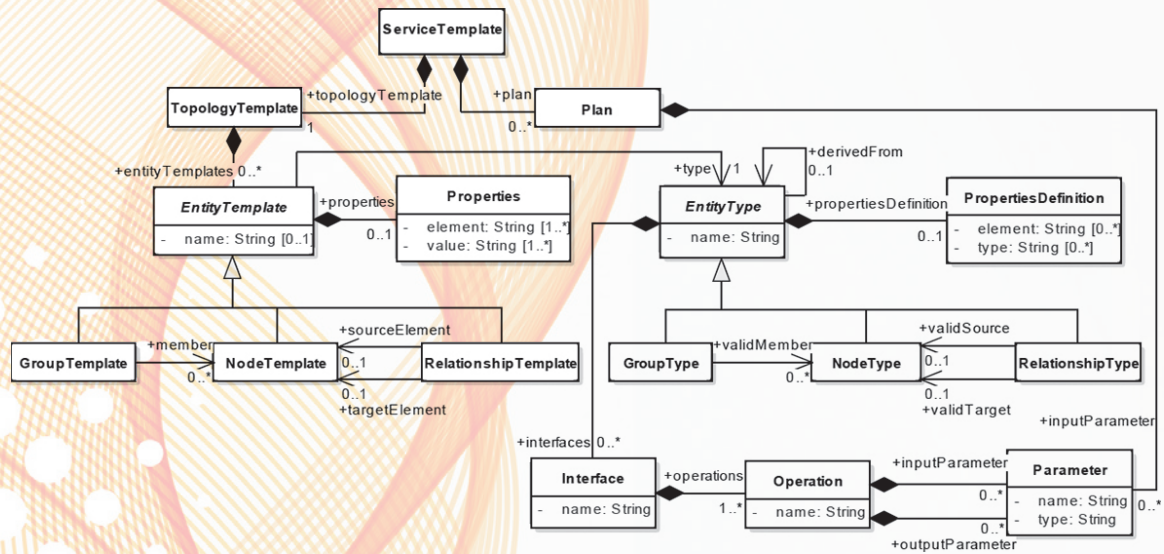 ServiceTemplate
+topologyTemplate
1
+plan
0..*
TopologyTemplate
Plan
+entityTemplates 0..*
+type
1
+derivedFrom
0..1
EntityTemplate
- name: String [0..1]
+properties
0..1
Properties
- element: String [1..*]
- value: String [1..*]
EntityType
- name: String
+propertiesDefinition
0..1
PropertiesDefinition
- element: String [0..*]
- type: String [0..*]
GroupTemplate
+member
0..*
NodeTemplate
+sourceElement
0..1
0..1
+targetElement
RelationshipTemplate
GroupType
+validMember
0..*
NodeType
+validSource
0..1
0..1
+validTarget
RelationshipType
+inputParameter
0..*
+interfaces 0..*
Interface
- name: String
+operations
1..*
Operation
- name: String
+inputParameter
0..*
0..*
+outputParameter
Parameter
- name: String
- type: String